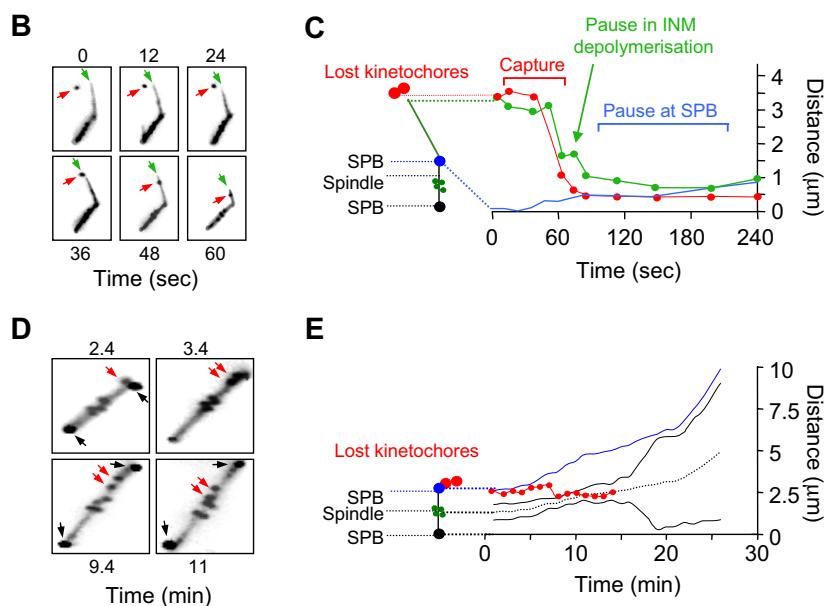 B
0 12 24
36 48 60
Time (sec)
C
Pause in INM
depolymerisation
Capture
Lost kinetochores
Pause at SPB
SPB
Spindle
SPB
4
3
2
1
0
Distance (μm)
0 60 120 180 240
Time (sec)
D
2.4 3.4
9.4 11
Time (min)
E
Lost kinetochores
SPB
Spindle
SPB
10
7.5
5
2.5
0
Distance (μm)
0 10 20 30
Time (min)